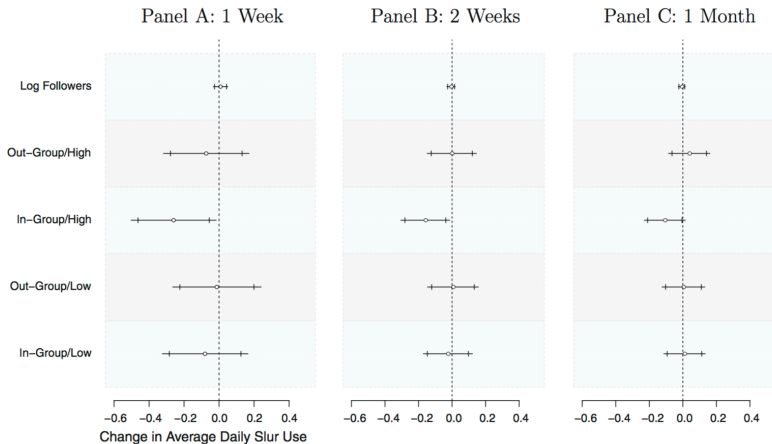 Panel A: 1 Week Panel B: 2 Weeks Panel C: 1 Month
Log Followers
Out−Group/High
In−Group/High
Out−Group/Low
In−Group/Low
−0.6 −0.4 −0.2 0.0 0.2 0.4 −0.6 −0.4 −0.2 0.0 0.2 0.4 −0.6 −0.4 −0.2 0.0 0.2 0.4
Change in Average Daily Slur Use